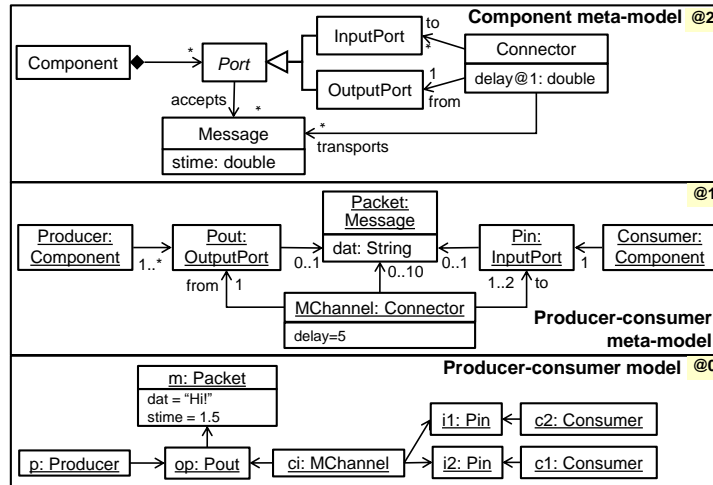 Component meta-model @2
to
InputPort
*
Connector
delay@1: double
Component
*
Port
1
OutputPort
from
accepts
*
Message
stime: double
*
transports
@1
Packet:
Message
dat: String
Producer:
Component
1..*
Pout:
OutputPort
0..1
0..10
0..1
Pin:
InputPort
1
Consumer:
Component
from
1
1..2
to
MChannel: Connector
delay=5
Producer-consumer
meta-model
Producer-consumer model @0
m: Packet
dat = “Hi!”
stime = 1.5
i1: Pin
c2: Consumer
p: Producer
op: Pout
ci: MChannel
i2: Pin
c1: Consumer